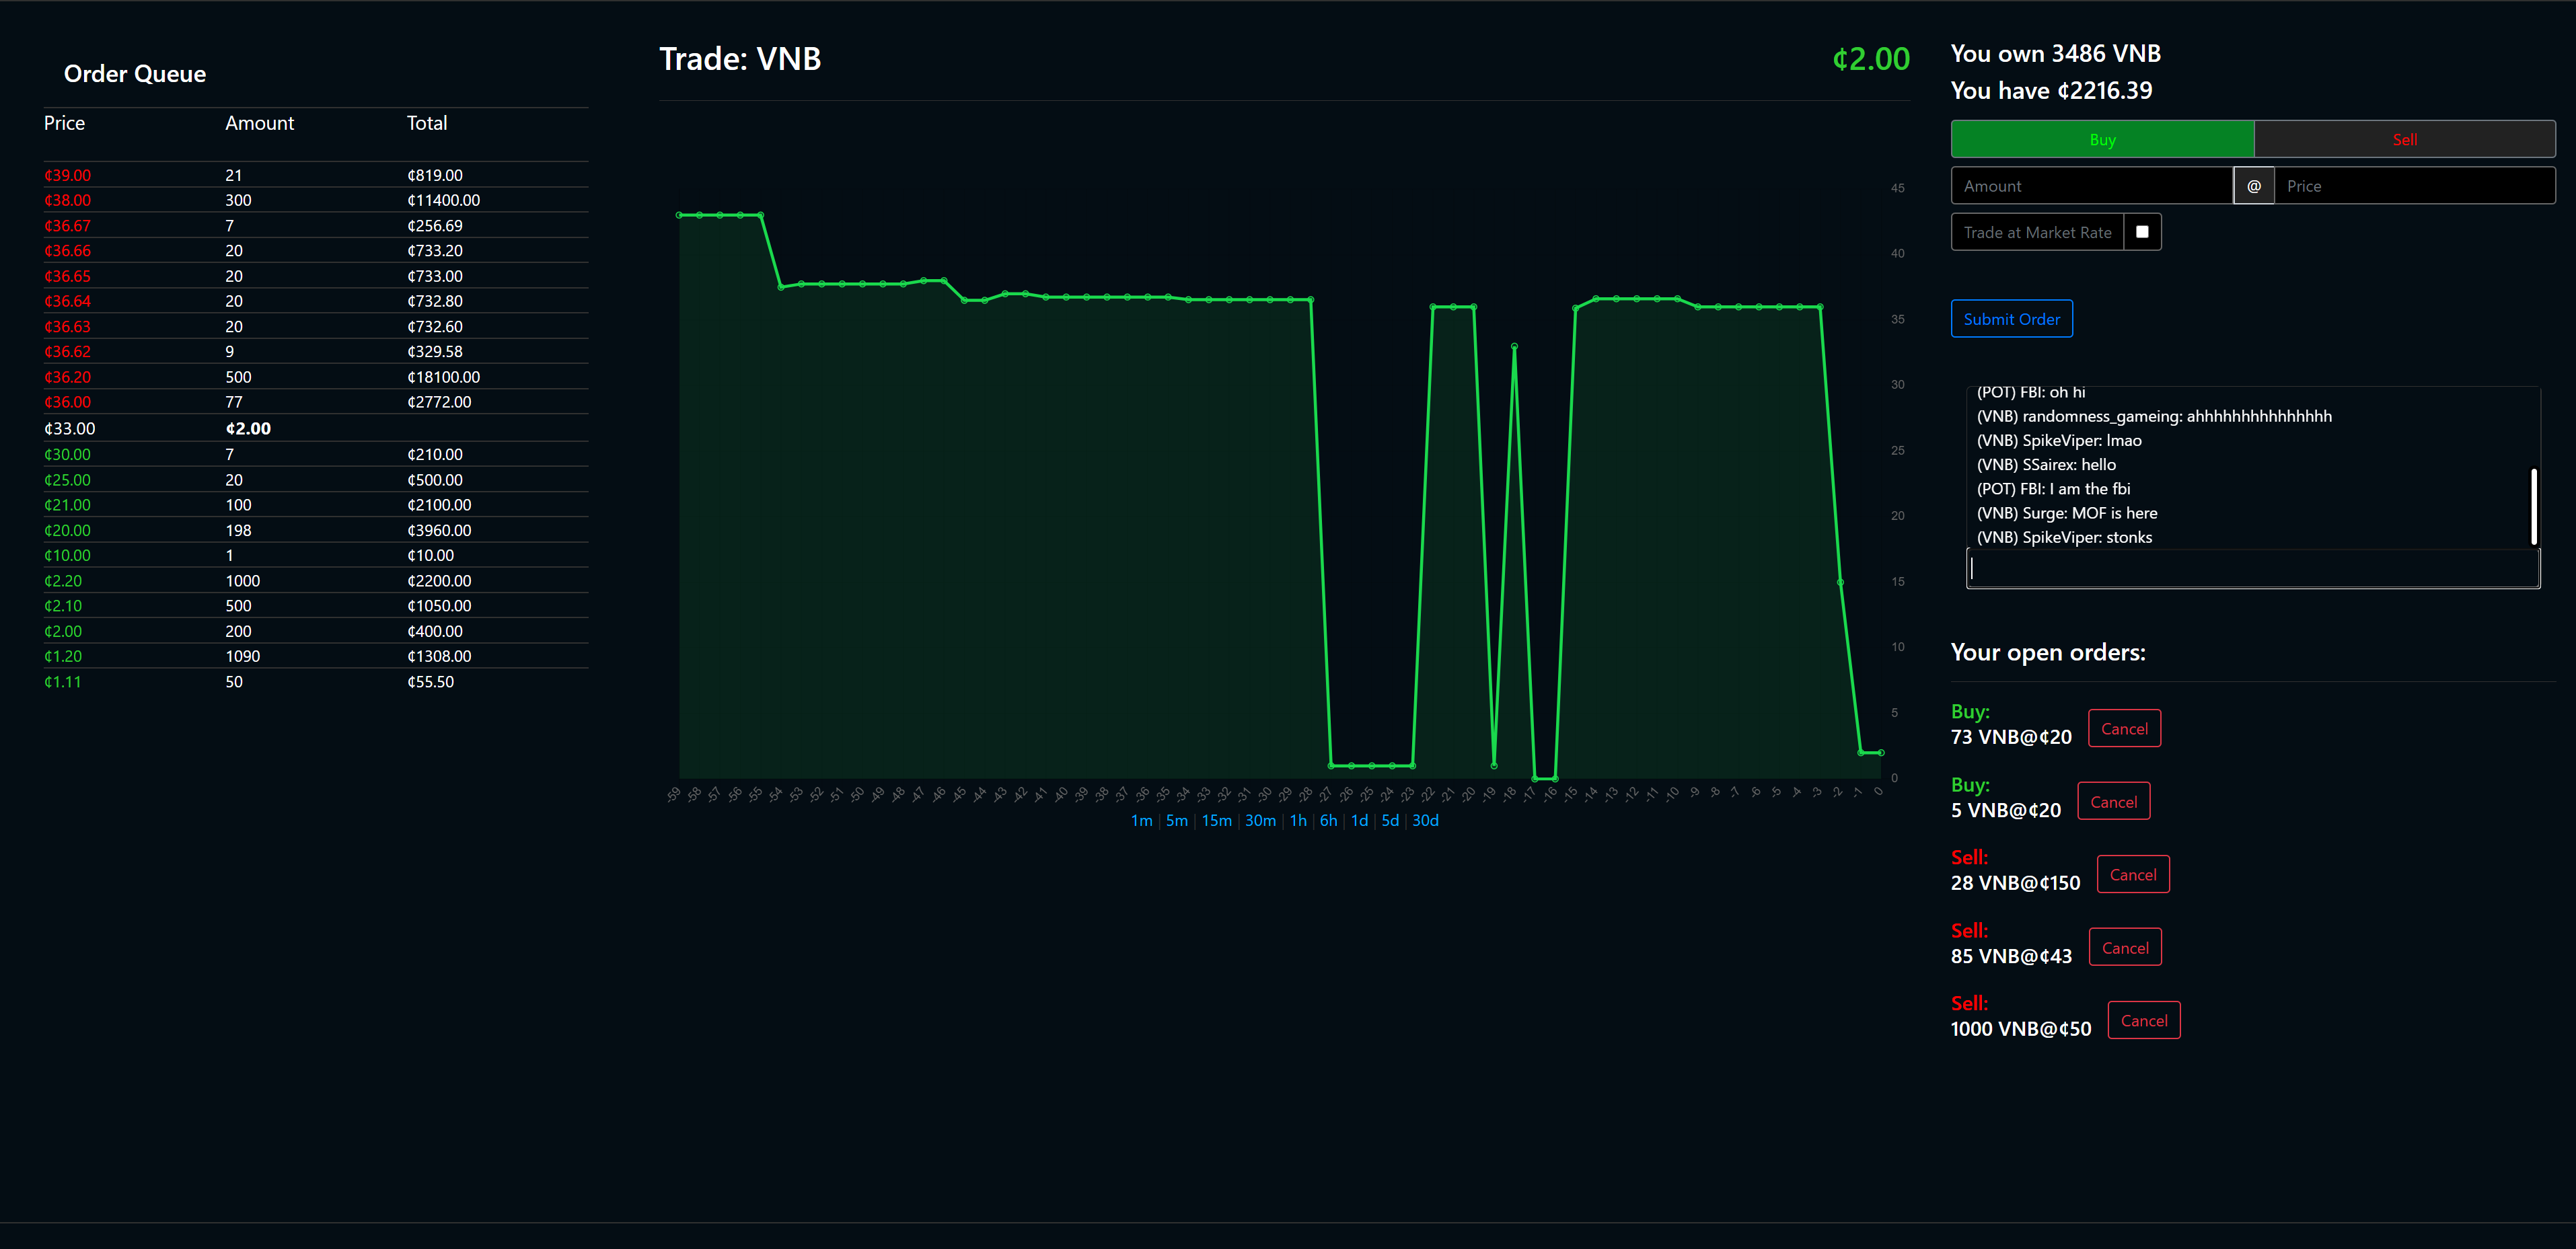 Order Queue
Price Amount Total
¢39.00 21 ¢819.00
¢38.00 300 ¢11400.00
¢36.67 7 ¢256.69
¢36.66 20 ¢733.20
¢36.65 20 ¢733.00
¢36.64 20 ¢732.80
¢36.63 20 ¢732.60
¢36.62 9 ¢329.58
¢36.20 500 ¢18100.00
¢36.00 77 ¢2772.00
¢33.00 ¢2.00
¢30.00 7 ¢210.00
¢25.00 20 ¢500.00
¢21.00 100 ¢2100.00
¢20.00 198 ¢3960.00
¢10.00 1 ¢10.00
¢2.20 1000 ¢2200.00
¢2.10 500 ¢1050.00
¢2.00 200 ¢400.00
¢1.20 1090 ¢1308.00
¢1.11 50 ¢55.50
Trade: VNB ¢2.00
45
40
35
30
25
20
15
10
5
0
-59 -58 -57 -56 -55 -54 -53 -52 -51 -50 -49 -48 -47 -46 -45 -44 -43 -42 -41 -40 -39 -38 -37 -36 -35 -34 -33 -32 -31 -30 -29 -28 -27 -26 -25 -24 -23 -22 -21 -20 -19 -18 -17 -16 -15 -14 -13 -12 -11 -10 -9 -8 -7 -6 -5 -4 -3 -2 -1 0
1m | 5m | 15m | 30m | 1h | 6h | 1d | 5d | 30d
You own 3486 VNB
You have ¢2216.39
Buy Sell
Amount @ Price
Trade at Market Rate
Submit Order
(POT) FBI: oh hi
(VNB) randomness_gameing: ahhhhhhhhhhhhhhh
(VNB) SpikeViper: lmao
(VNB) SSairex: hello
(POT) FBI: I am the fbi
(VNB) Surge: MOF is here
(VNB) SpikeViper: stonks
Your open orders:
Buy:
73 VNB@¢20 Cancel
Buy:
5 VNB@¢20 Cancel
Sell:
28 VNB@¢150 Cancel
Sell:
85 VNB@¢43 Cancel
Sell:
1000 VNB@¢50 Cancel